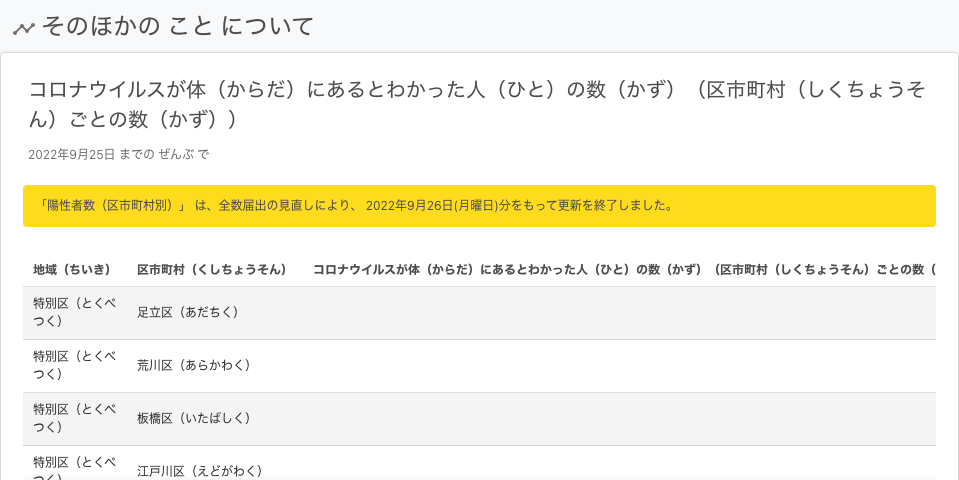 そのほかの こと について
コロナウイルスが体（からだ）にあるとわかった人（ひと）の数（かず）（区市町村（しくちょうそ
ん）ごとの数（かず））
2022年9月25日 までの ぜんぶ で
「陽性者数（区市町村別）」 は、全数届出の見直しにより、 2022年9月26日(月曜日)分をもって更新を終了しました。
地域（ちいき） 区市町村（くしちょうそん） コロナウイルスが体（からだ）にあるとわかった人（ひと）の数（かず）（区市町村（しくちょうそん）ごとの数（
特別区（とくべ
つく） 足立区（あだちく）
特別区（とくべ
つく） 荒川区（あらかわく）
特別区（とくべ
つく） 板橋区（いたばしく）
特別区（とくべ
つく） 江戸川区（えどがわく）